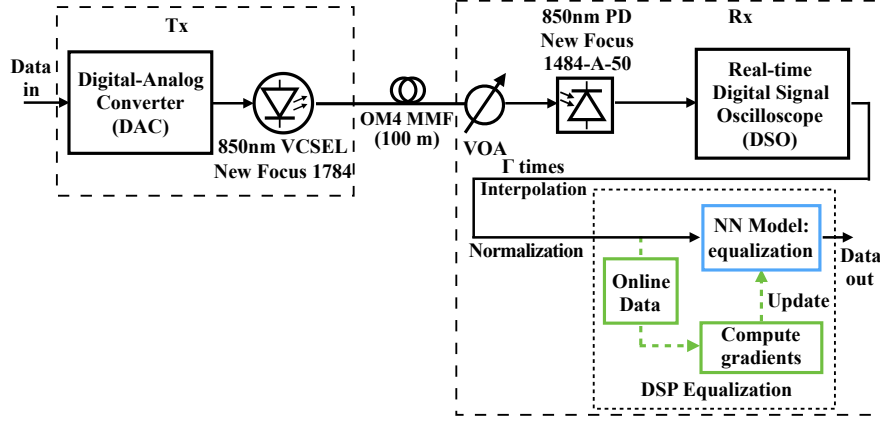 Tx
Data
in
Digital-Analog
Converter
(DAC)
850nm VCSEL
New Focus 1784
OM4 MMF
(100 m)
Rx
850nm PD
New Focus
1484-A-50
VOA
Real-time
Digital Signal
Oscilloscope
(DSO)
Γ times
Interpolation
Normalization
NN Model:
equalization
Data
out
Online
Data
Update
Compute
gradients
DSP Equalization